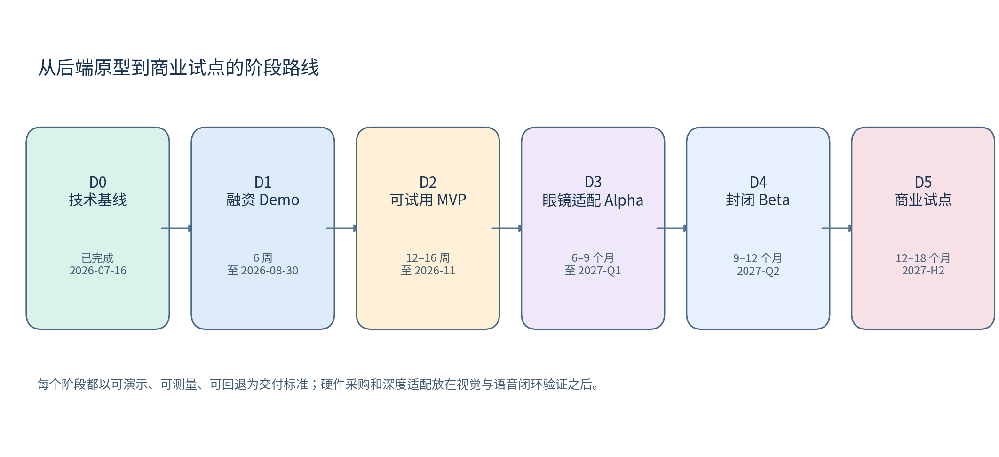 从后端原型到商业试点的阶段路线
D0
技术基线
已完成
2026-07-16
D1
融资 Demo
6 周
至 2026-08-30
D2
可试用 MVP
12–16 周
至 2026-11
D3
眼镜适配 Alpha
6–9 个月
至 2027-Q1
D4
封闭 Beta
9–12 个月
2027-Q2
D5
商业试点
12–18 个月
2027-H2
每个阶段都以可演示、可测量、可回退为交付标准；硬件采购和深度适配放在视觉与语音闭环验证之后。